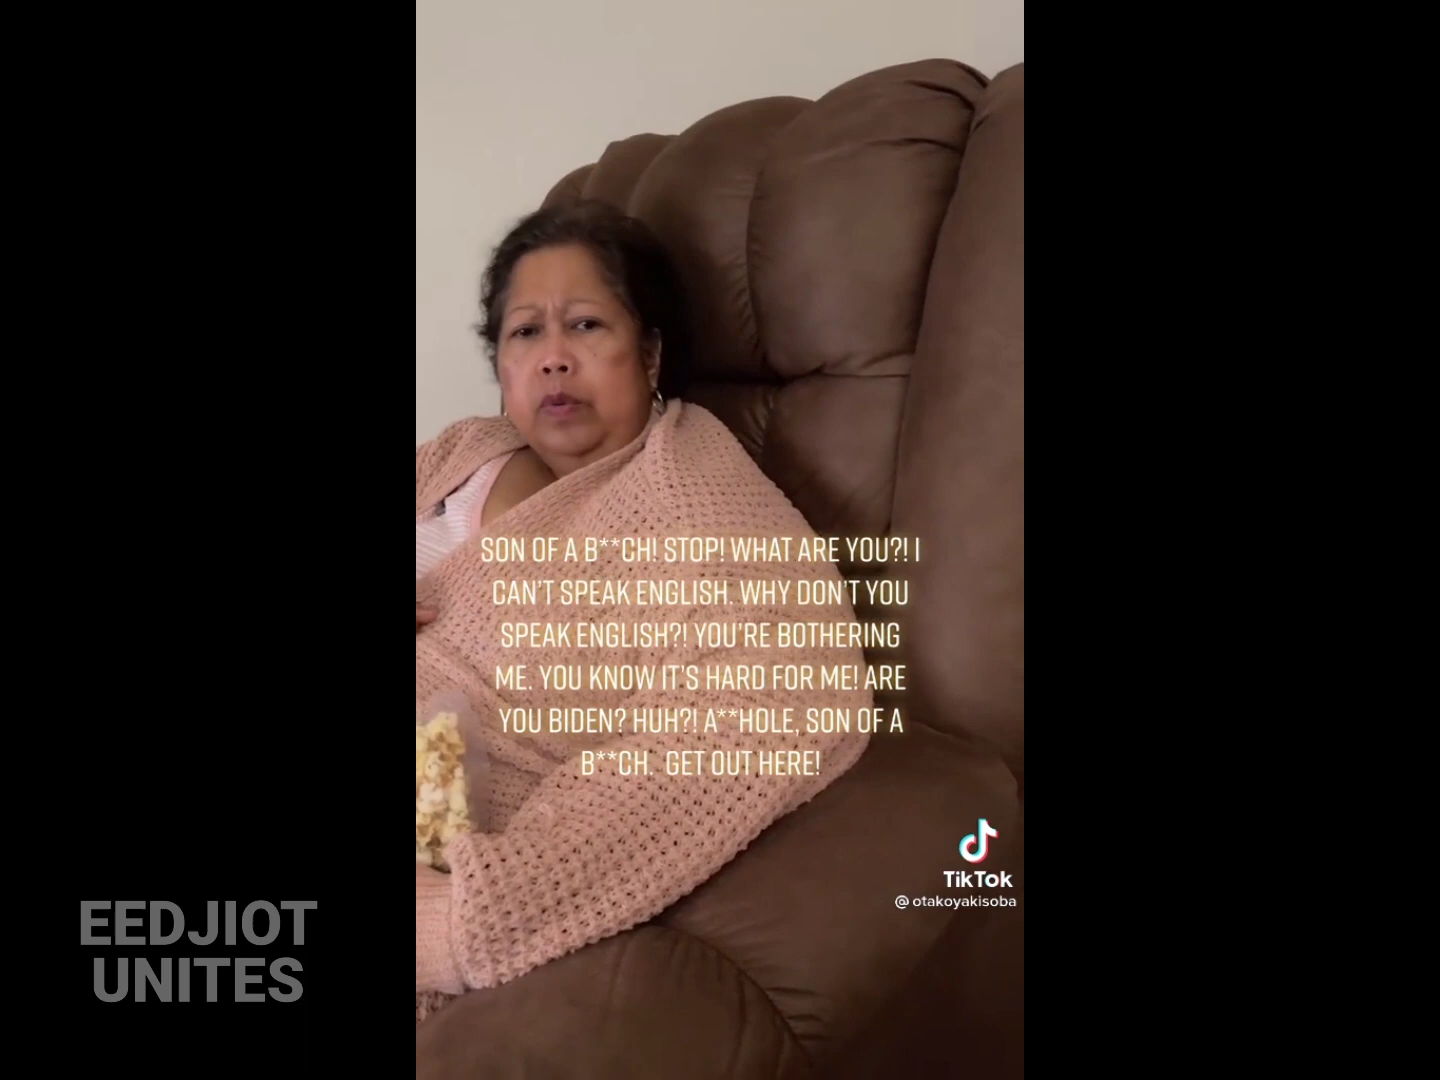 SON OF A B**CH! STOP! WHAT ARE YOU?! I
CAN'T SPEAK ENGLISH. WHY DON'T YOU
SPEAK ENGLISH?! YOU'RE BOTHERING
ME. YOU KNOW IT'S HARD FOR ME! ARE
YOU BIDEN? HUH?! A**HOLE, SON OF A
B**CH. GET OUT HERE!
TikTok
@ otakoyakisoba
EEDJIOT
UNITES